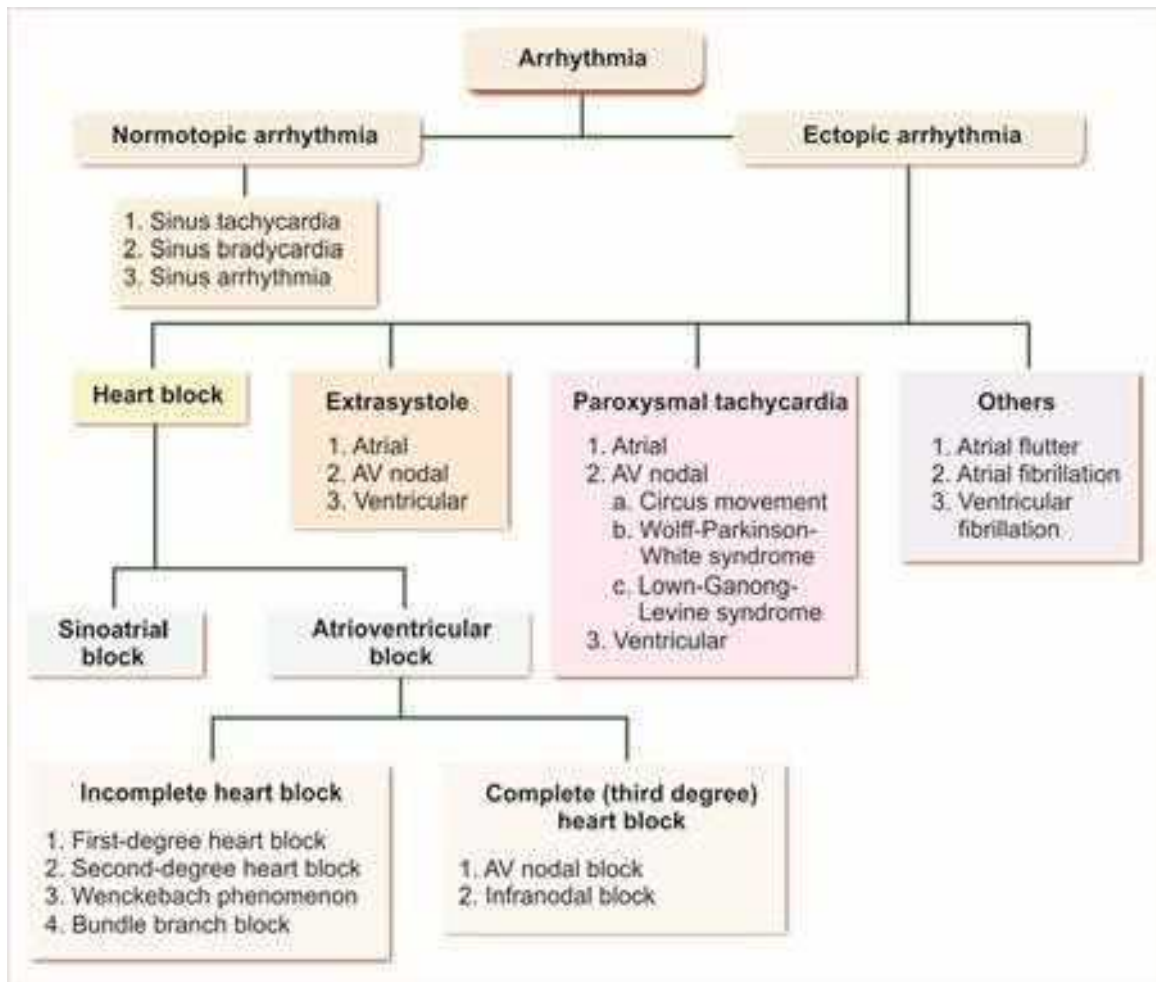 Arrhythmia
Normotopic arrhythmia
Ectopic arrhythmia
1. Sinus tachycardia
2. Sinus bradycardia
3. Sinus arrhythmia
Heart block
Extrasystole
1. Atrial
2. AV nodal
3. Ventricular
Paroxysmal tachycardia
1. Atrial
2. AV nodal
a. Circus movement
b. Wolff-Parkinson-
White syndrome
c. Lown-Ganong-
Levine syndrome
3. Ventricular
Others
1. Atrial flutter
2. Atrial fibrillation
3. Ventricular
fibrillation
Sinoatrial
block
Atrioventricular
block
Incomplete heart block
1. First-degree heart block
2. Second-degree heart block
3. Wenckebach phenomenon
4. Bundle branch block
Complete (third degree)
heart block
1. AV nodal block
2. Infranodal block